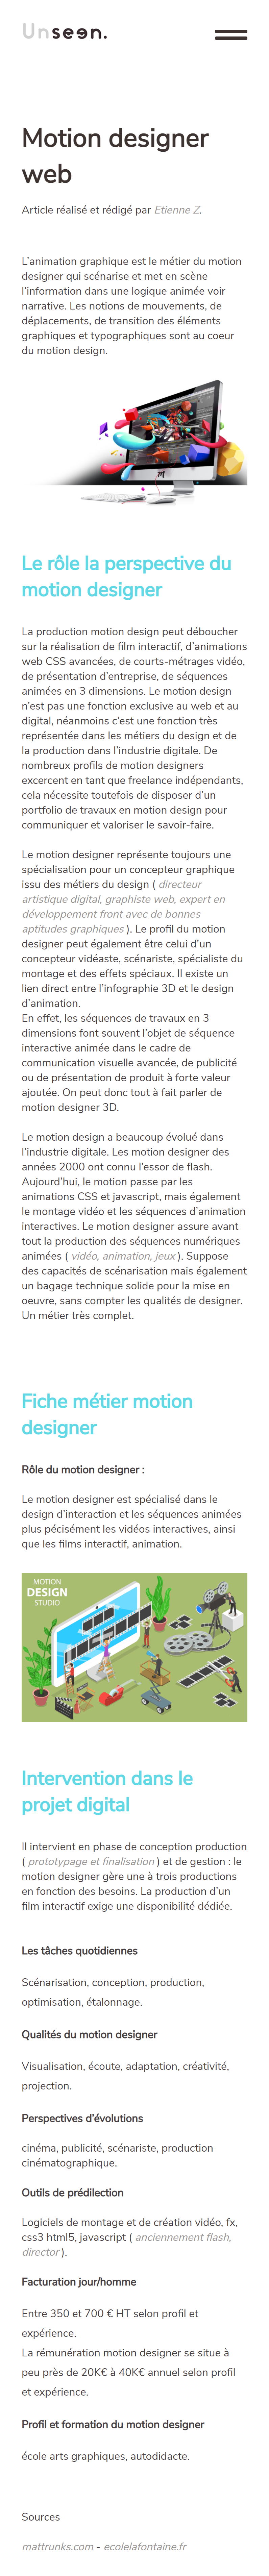 Unseen.
Motion designer
web
Article réalisé et rédigé par Etienne Z.
L'animation graphique est le métier du motion
designer qui scénarise et met en scène
l'information dans une logique animée voir
narrative. Les notions de mouvements, de
déplacements, de transition des éléments
graphiques et typographiques sont au coeur
du motion design.
Le rôle la perspective du
motion designer
La production motion design peut déboucher
sur la réalisation de film interactif, d'animations
web CSS avancées, de courts-métrages vidéo,
de présentation d'entreprise, de séquences
animées en 3 dimensions. Le motion design
n'est pas une fonction exclusive au web et au
digital, néanmoins c'est une fonction très
représentée dans les métiers du design et de
la production dans l'industrie digitale. De
nombreux profils de motion designers
excercent en tant que freelance indépendants,
cela nécessite toutefois de disposer d'un
portfolio de travaux en motion design pour
communiquer et valoriser le savoir-faire.
Le motion designer représente toujours une
spécialisation pour un concepteur graphique
issu des métiers du design ( directeur
artistique digital, graphiste web, expert en
développement front avec de bonnes
aptitudes graphiques ). Le profil du motion
designer peut également être celui d'un
concepteur vidéaste, scénariste, spécialiste du
montage et des effets spéciaux. Il existe un
lien direct entre l'infographie 3D et le design
d'animation.
En effet, les séquences de travaux en 3
dimensions font souvent l'objet de séquence
interactive animée dans le cadre de
communication visuelle avancée, de publicité
ou de présentation de produit à forte valeur
ajoutée. On peut donc tout à fait parler de
motion designer 3D.
Le motion design a beaucoup évolué dans
l'industrie digitale. Les motion designer des
années 2000 ont connu l'essor de flash.
Aujourd'hui, le motion passe par les
animations CSS et javascript, mais également
le montage vidéo et les séquences d'animation
interactives. Le motion designer assure avant
tout la production des séquences numériques
animées ( vidéo, animation, jeux ). Suppose
des capacités de scénarisation mais également
un bagage technique solide pour la mise en
oeuvre, sans compter les qualités de designer.
Un métier très complet.
Fiche métier motion
designer
Rôle du motion designer :
Le motion designer est spécialisé dans le
design d'interaction et les séquences animées
plus pécisément les vidéos interactives, ainsi
que les films interactif, animation.
MOTION
DESIGN
STUDIO
Intervention dans le
projet digital
Il intervient en phase de conception production
( prototypage et finalisation ) et de gestion : le
motion designer gère une à trois productions
en fonction des besoins. La production d'un
film interactif exige une disponibilité dédiée.
Les tâches quotidiennes
Scénarisation, conception, production,
optimisation, étalonnage.
Qualités du motion designer
Visualisation, écoute, adaptation, créativité,
projection.
Perspectives d'évolutions
cinéma, publicité, scénariste, production
cinématographique.
Outils de prédilection
Logiciels de montage et de création vidéo, fx,
css3 html5, javascript ( anciennement flash,
director ).
Facturation jour/homme
Entre 350 et 700 € HT selon profil et
expérience.
La rémunération motion designer se situe à
peu près de 20K€ à 40K€ annuel selon profil
et expérience.
Profil et formation du motion designer
école arts graphiques, autodidacte.
Sources
mattrunks.com - ecolelafontaine.fr